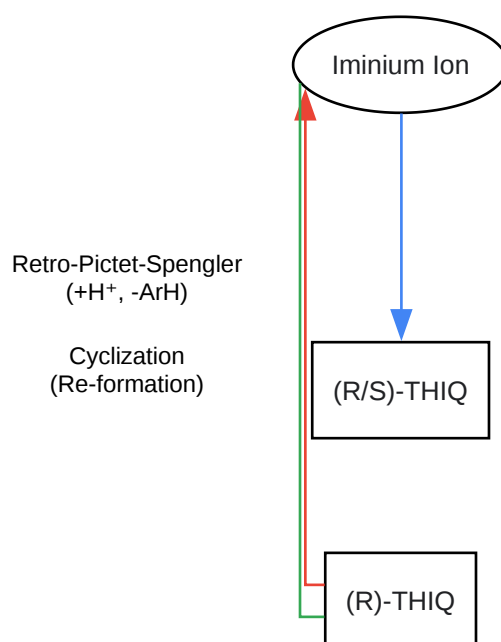 Iminium Ion
Retro-Pictet-Spengler
(+H⁺, -ArH)
Cyclization
(Re-formation)
(R/S)-THIQ
(R)-THIQ